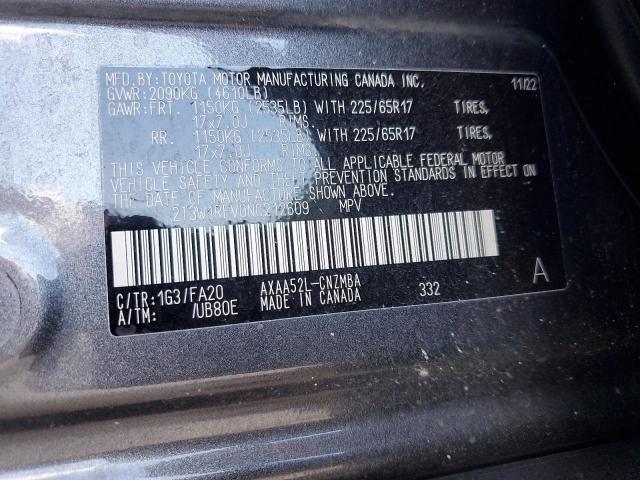 MFD.BY:TOYOTA MOTOR MANUFACTURING CANADA INC. 11/22
GVWR:2090KG (4610LB)
GAWR:FRT. 1150KG (2535LB) WITH 225/65R17 TIRES,
17x7.0J RIMS
RR. 1150KG (2535LB) WITH 225/65R17 TIRES,
17x7.0J RIMS
THIS VEHICLE CONFORMS TO ALL APPLICABLE FEDERAL MOTOR
VEHICLE SAFETY AND THEFT PREVENTION STANDARDS IN EFFECT ON
THE DATE OF MANUFACTURE SHOWN ABOVE.
MPV
C/TR:1G3/FA20 AXAA52L-CNZMBA 332 A
A/TM: /UB80E MADE IN CANADA